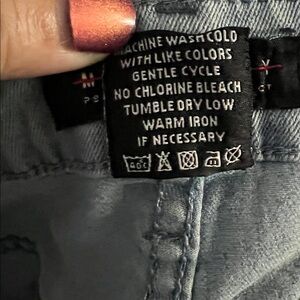 MACHINE WASH COLD
WITH LIKE COLORS
GENTLE CYCLE
NO CHLORINE BLEACH
TUMBLE DRY LOW
WARM IRON
IF NECESSARY
40°C